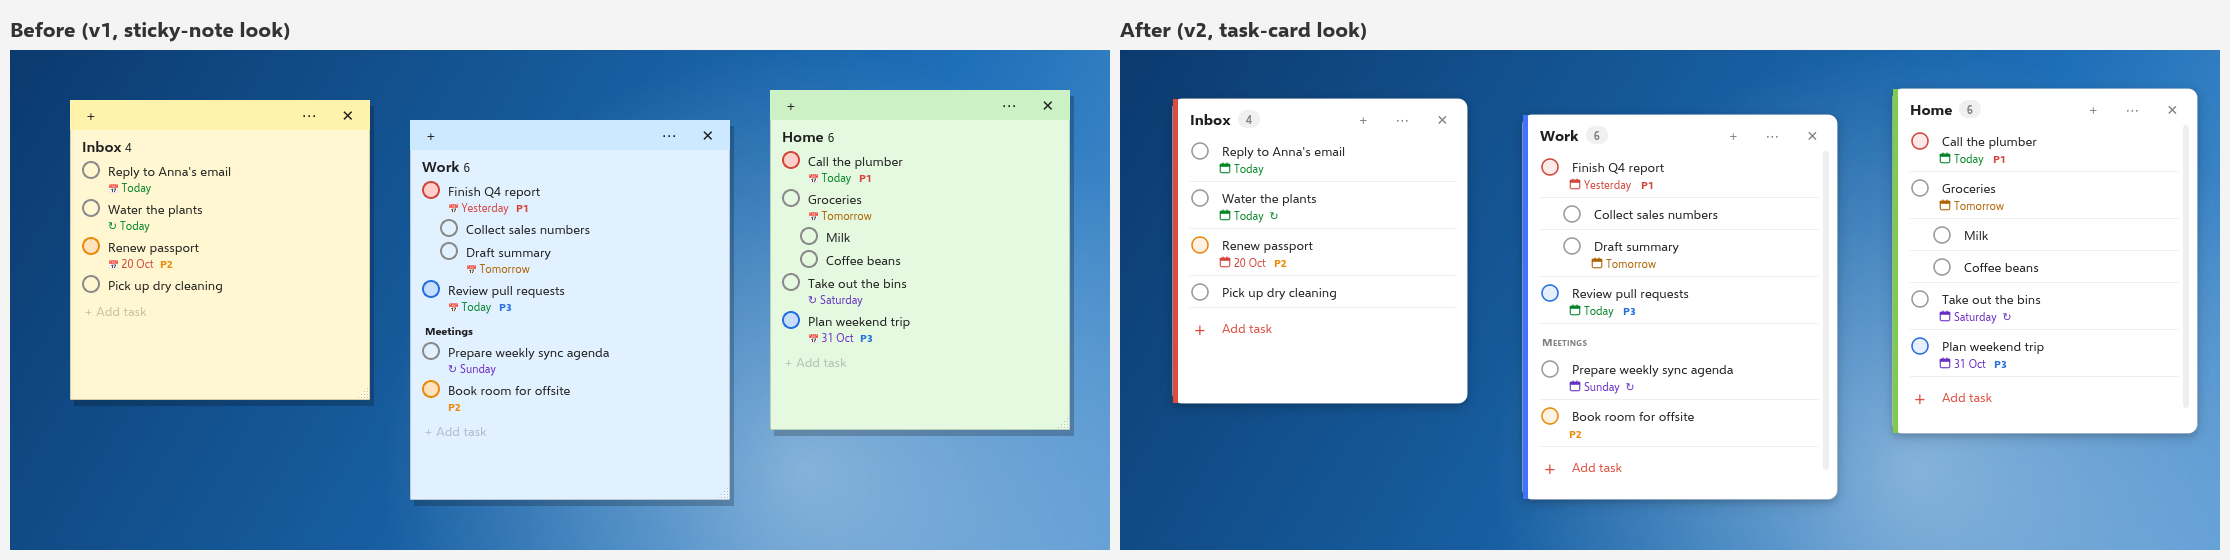 Before (v1, sticky-note look)
+ ··· ✕
Inbox 4
Reply to Anna's email
Today
Water the plants
↻ Today
Renew passport
20 Oct P2
Pick up dry cleaning
+ Add task
+ ··· ✕
Work 6
Finish Q4 report
Yesterday P1
Collect sales numbers
Draft summary
Tomorrow
Review pull requests
Today P3
Meetings
Prepare weekly sync agenda
↻ Sunday
Book room for offsite
P2
+ Add task
+ ··· ✕
Home 6
Call the plumber
Today P1
Groceries
Tomorrow
Milk
Coffee beans
Take out the bins
↻ Saturday
Plan weekend trip
31 Oct P3
+ Add task
After (v2, task-card look)
Inbox 4 + ··· ✕
Reply to Anna's email
Today
Water the plants
Today ↻
Renew passport
20 Oct P2
Pick up dry cleaning
+ Add task
Work 6 + ··· ✕
Finish Q4 report
Yesterday P1
Collect sales numbers
Draft summary
Tomorrow
Review pull requests
Today P3
MEETINGS
Prepare weekly sync agenda
Sunday ↻
Book room for offsite
P2
+ Add task
Home 6 + ··· ✕
Call the plumber
Today P1
Groceries
Tomorrow
Milk
Coffee beans
Take out the bins
Saturday ↻
Plan weekend trip
31 Oct P3
+ Add task